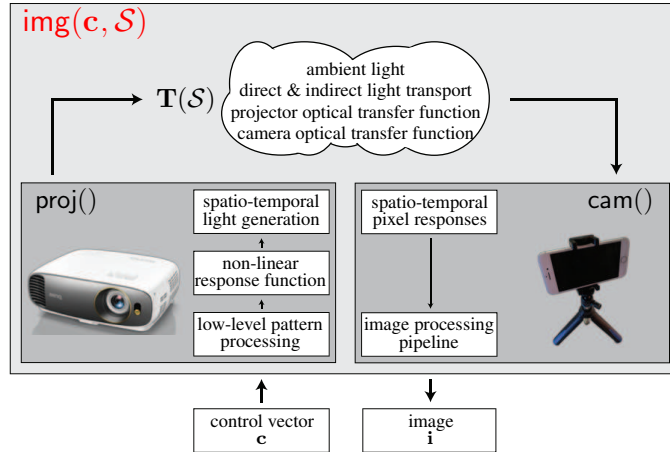 img(c, S)
T(S)
ambient light
direct & indirect light transport
projector optical transfer function
camera optical transfer function
proj()
spatio-temporal
light generation
non-linear
response function
low-level pattern
processing
spatio-temporal
pixel responses
image processing
pipeline
cam()
control vector
c
image
i